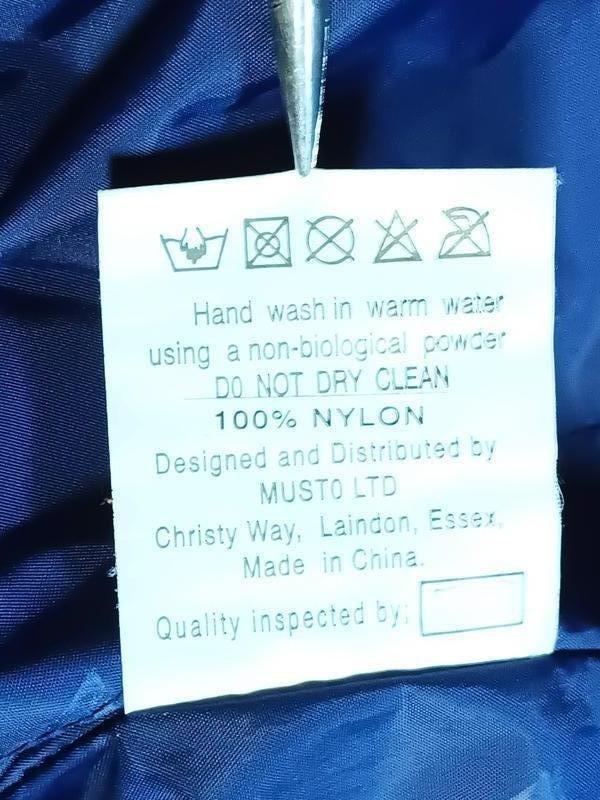 Hand wash in warm water
using a non-biological powder
DO NOT DRY CLEAN
100% NYLON
Designed and Distributed by
MUSTO LTD
Christy Way, Laindon, Essex,
Made in China.
Quality inspected by: